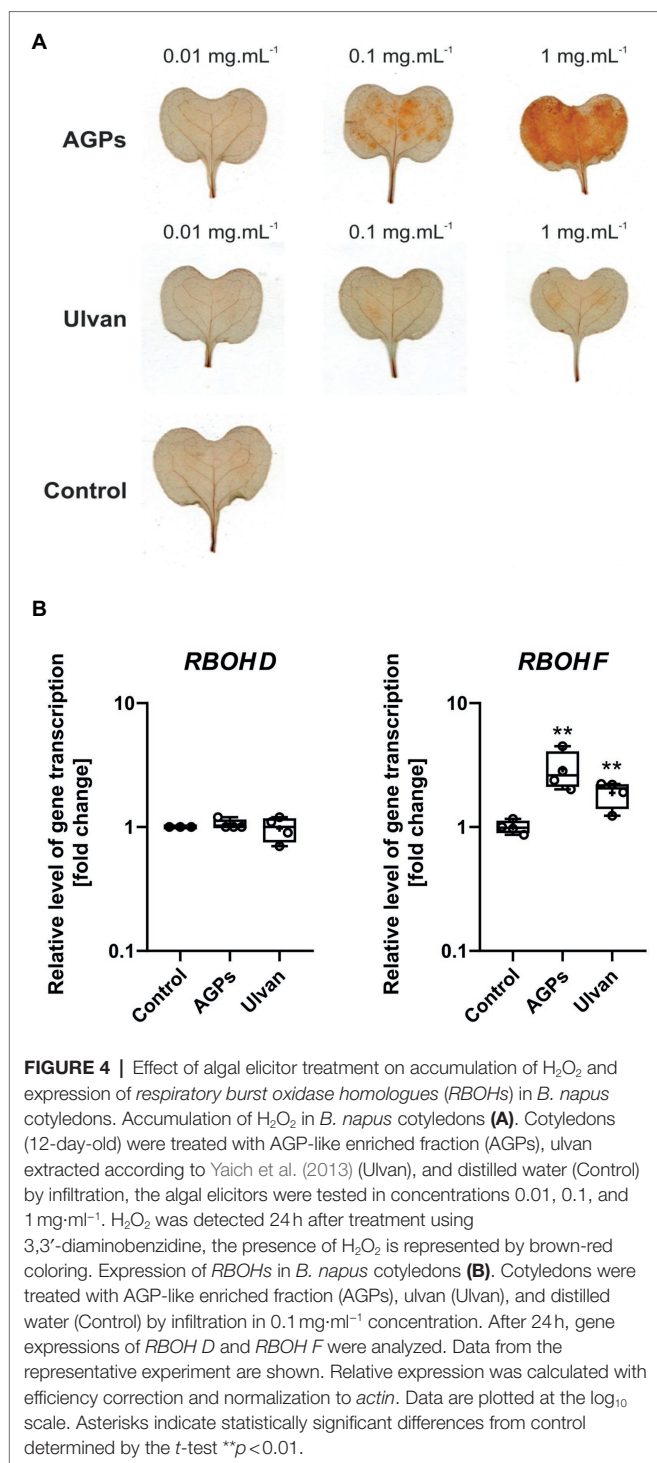 A
0.01 mg.mL⁻¹ 0.1 mg.mL⁻¹ 1 mg.mL⁻¹
AGPs
0.01 mg.mL⁻¹ 0.1 mg.mL⁻¹ 1 mg.mL⁻¹
Ulvan
Control
B
RBOH D
Relative level of gene transcription
[fold change]
10
1
0.1
Control
AGPs
Ulvan
RBOH F
Relative level of gene transcription
[fold change]
10
1
0.1
**
**
Control
AGPs
Ulvan
FIGURE 4 | Effect of algal elicitor treatment on accumulation of H₂O₂ and
expression of respiratory burst oxidase homologues (RBOHs) in B. napus
cotyledons. Accumulation of H₂O₂ in B. napus cotyledons (A). Cotyledons
(12-day-old) were treated with AGP-like enriched fraction (AGPs), ulvan
extracted according to Yaich et al. (2013) (Ulvan), and distilled water (Control)
by infiltration, the algal elicitors were tested in concentrations 0.01, 0.1, and
1 mg·ml⁻¹. H₂O₂ was detected 24 h after treatment using
3,3′-diaminobenzidine, the presence of H₂O₂ is represented by brown-red
coloring. Expression of RBOHs in B. napus cotyledons (B). Cotyledons were
treated with AGP-like enriched fraction (AGPs), ulvan (Ulvan), and distilled
water (Control) by infiltration in 0.1 mg·ml⁻¹ concentration. After 24 h, gene
expressions of RBOH D and RBOH F were analyzed. Data from the
representative experiment are shown. Relative expression was calculated with
efficiency correction and normalization to actin. Data are plotted at the log₁₀
scale. Asterisks indicate statistically significant differences from control
determined by the t-test **p < 0.01.